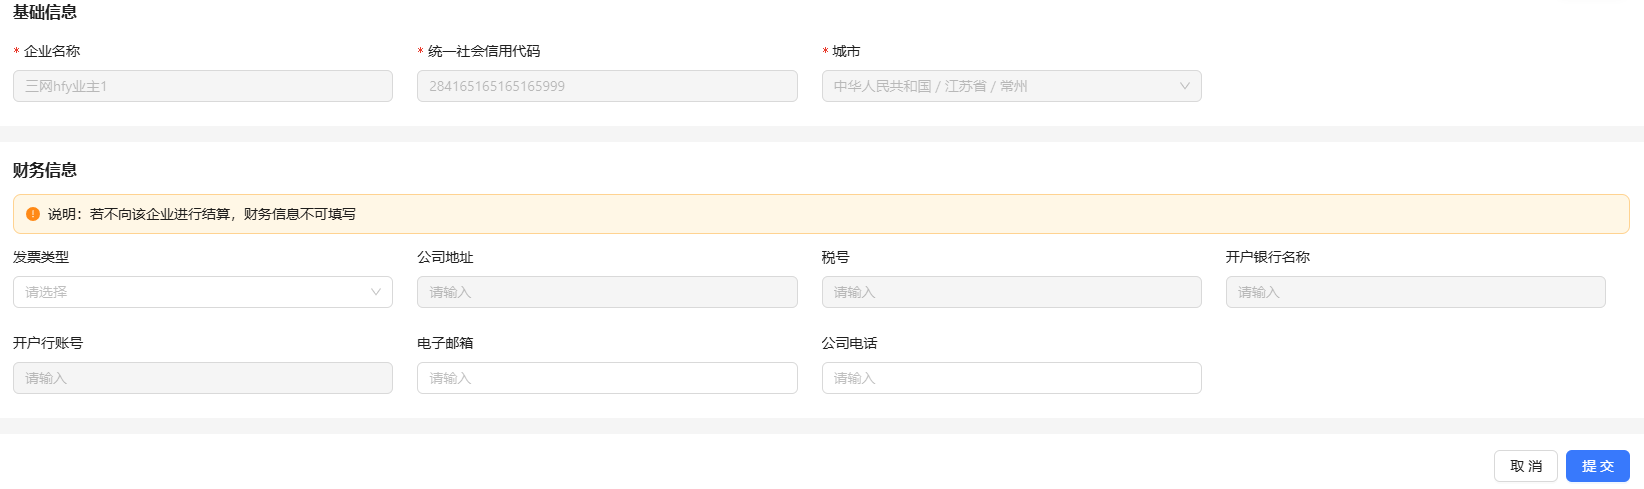 基础信息
* 企业名称
* 统一社会信用代码
* 城市
三网hfy业主1
284165165165165999
中华人民共和国 / 江苏省 / 常州
财务信息
说明：若不向该企业进行结算，财务信息不可填写
发票类型
公司地址
税号
开户银行名称
请选择
请输入
请输入
请输入
开户行账号
电子邮箱
公司电话
请输入
请输入
请输入
取 消
提 交